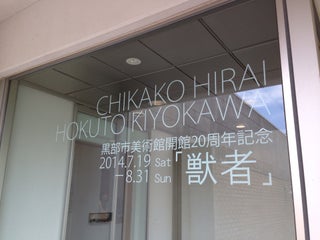 CHIKAKO HIRAI
HOKUTO KIYOKAWA
黒部市美術館開館20周年記念
2014.7.19 Sat
－8.31 Sun「獣者」